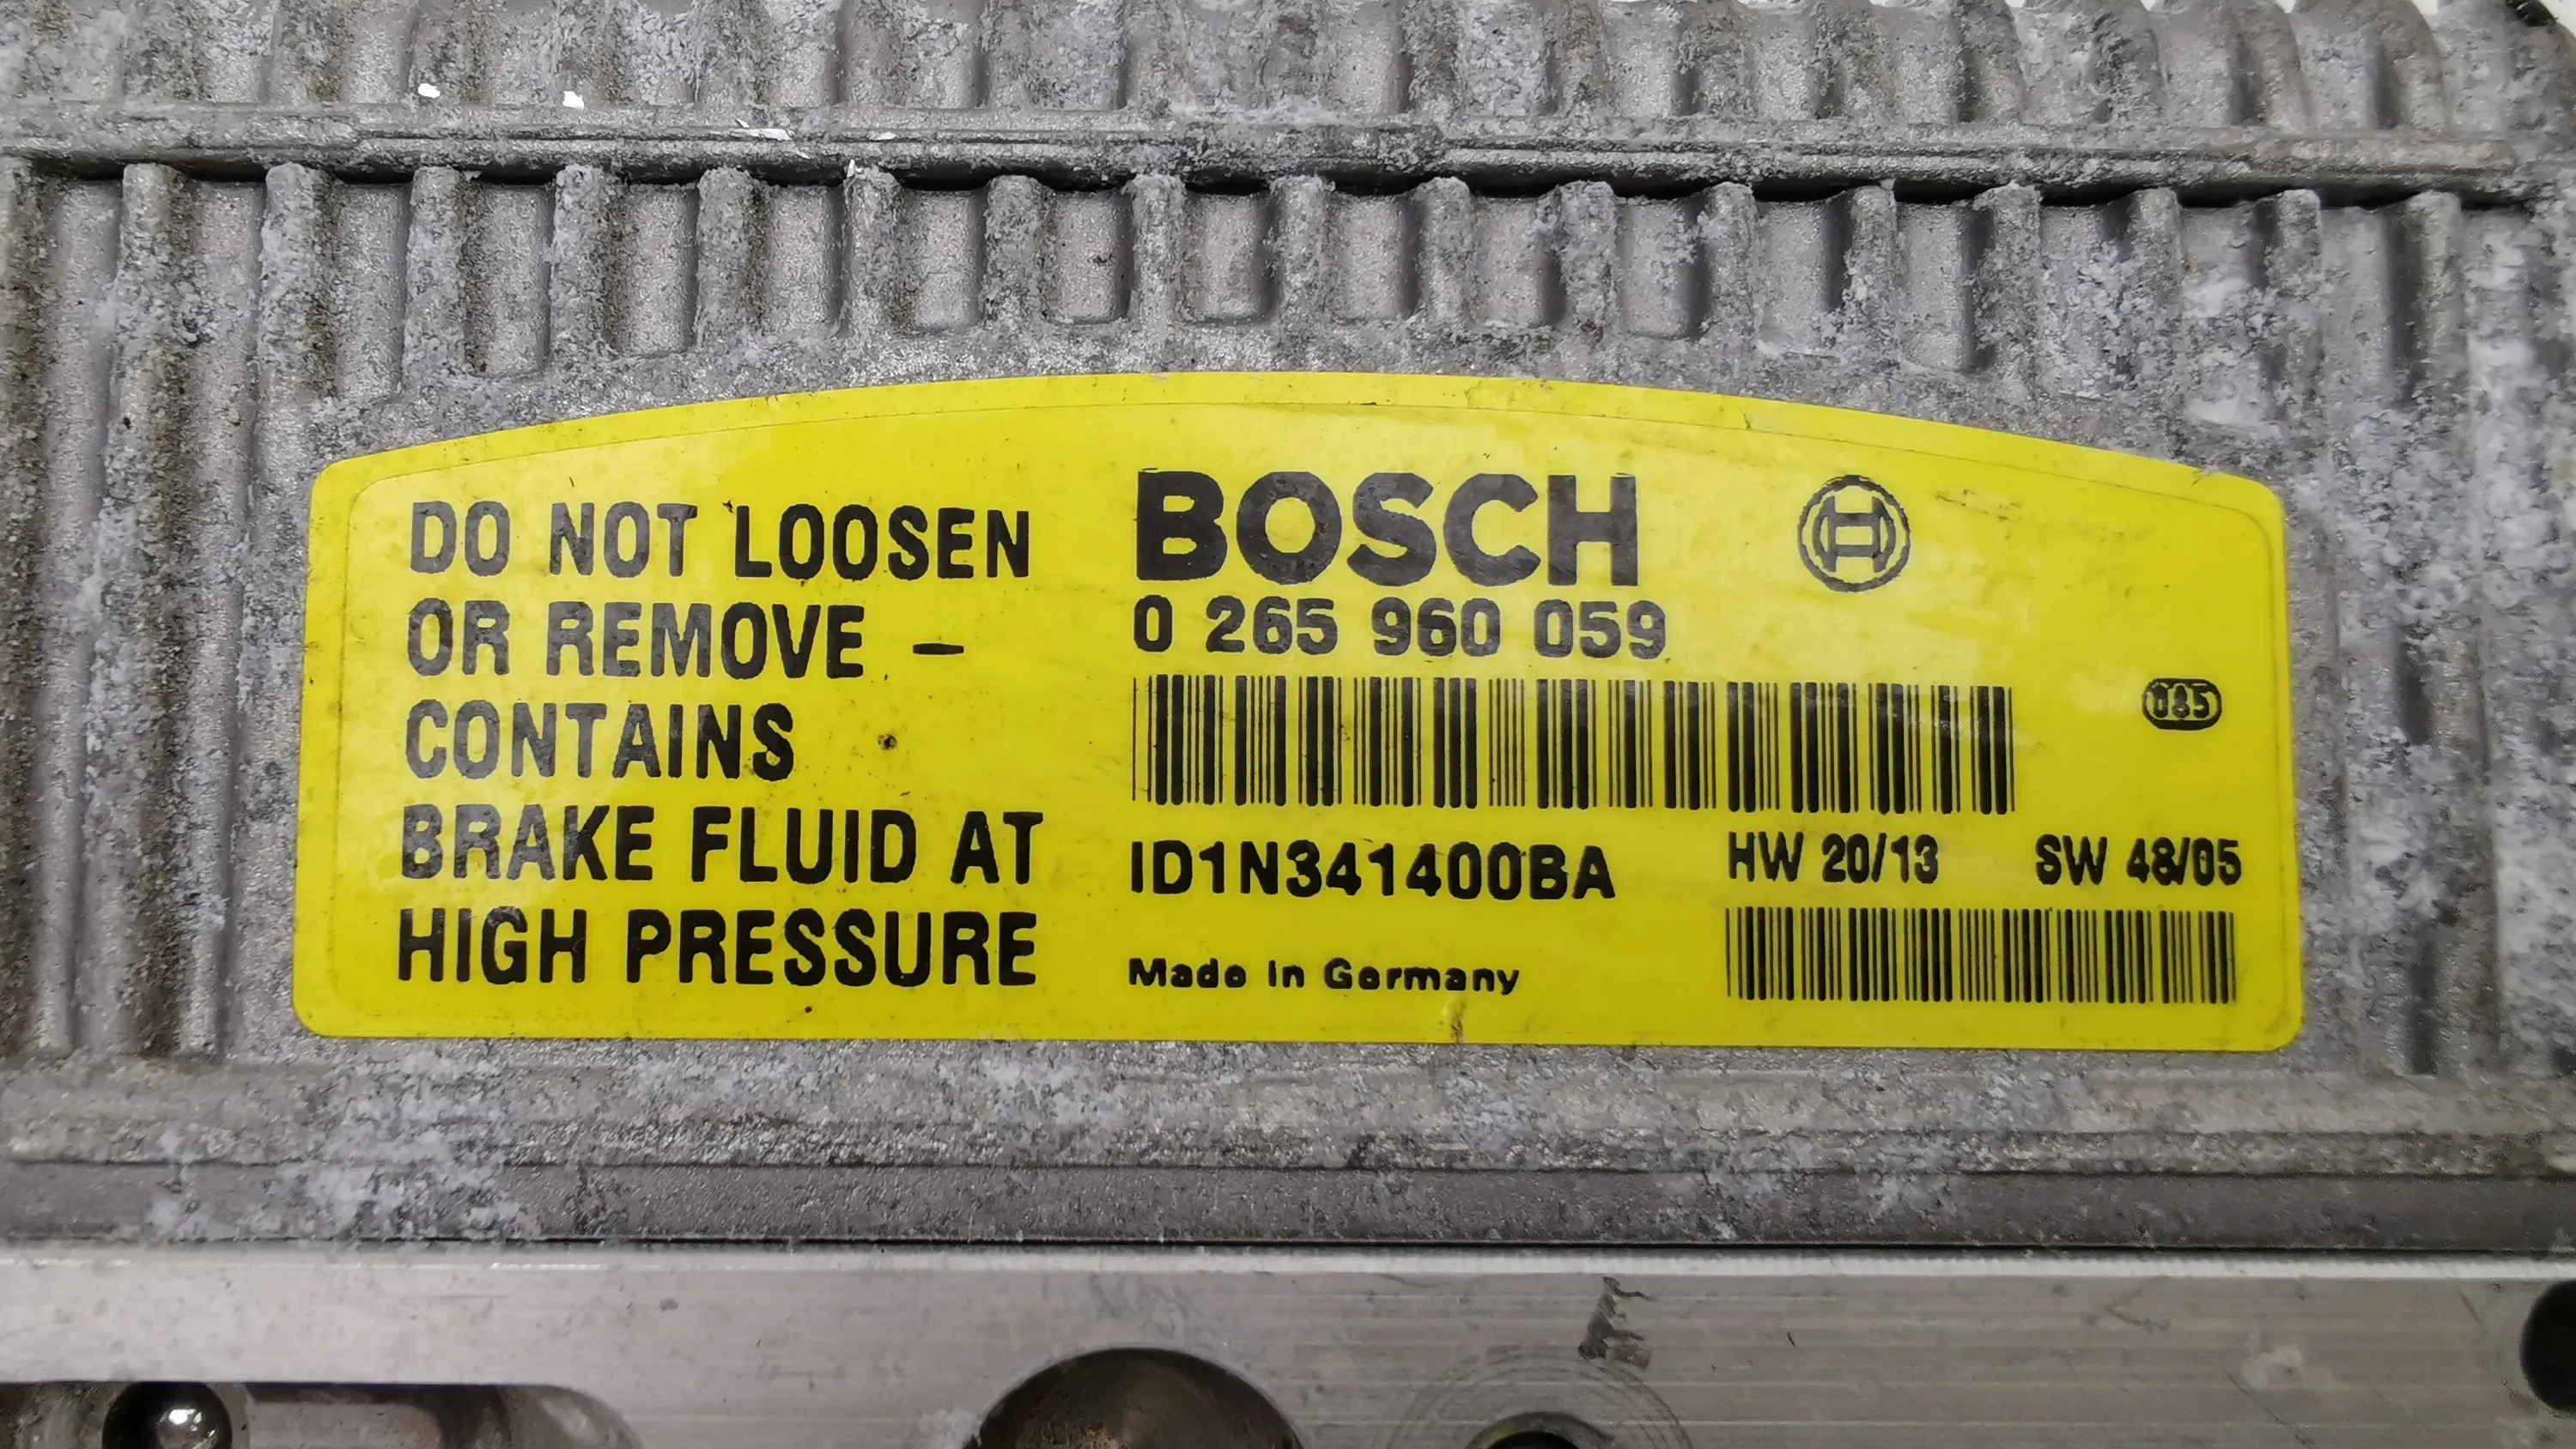 DO NOT LOOSEN
OR REMOVE –
CONTAINS
BRAKE FLUID AT
HIGH PRESSURE
BOSCH
0 265 960 059
085
ID1N341400BA
HW 20/13 SW 48/05
Made in Germany